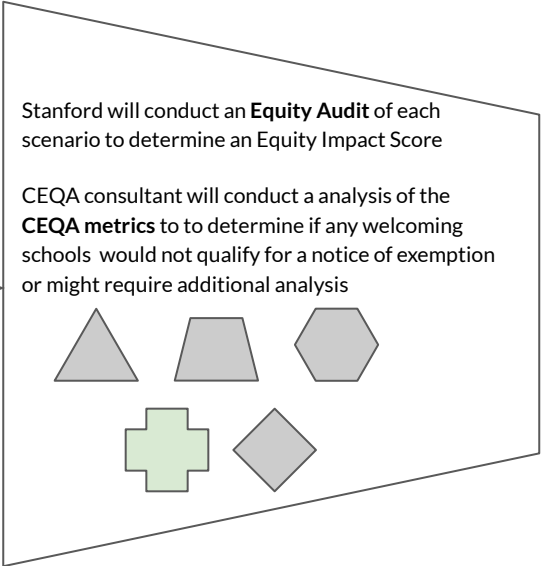 Stanford will conduct an Equity Audit of each
scenario to determine an Equity Impact Score
CEQA consultant will conduct a analysis of the
CEQA metrics to to determine if any welcoming
schools would not qualify for a notice of exemption
or might require additional analysis